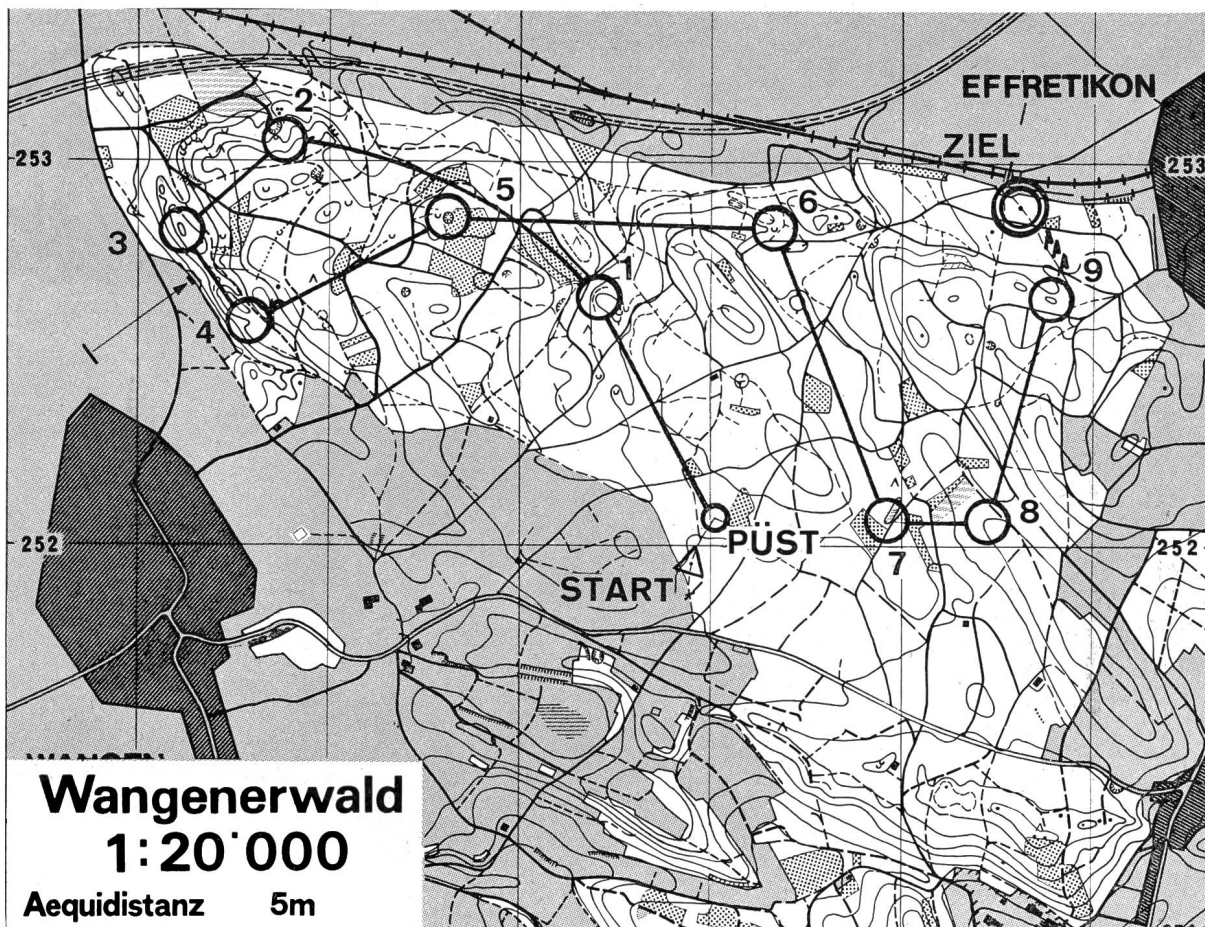 EFFRETIKON
ZIEL
2
253
253
5
6
3
1
9
4
8
252
PÜST
7
252
START
Wangenerwald
1:20'000
Aequidistanz 5m